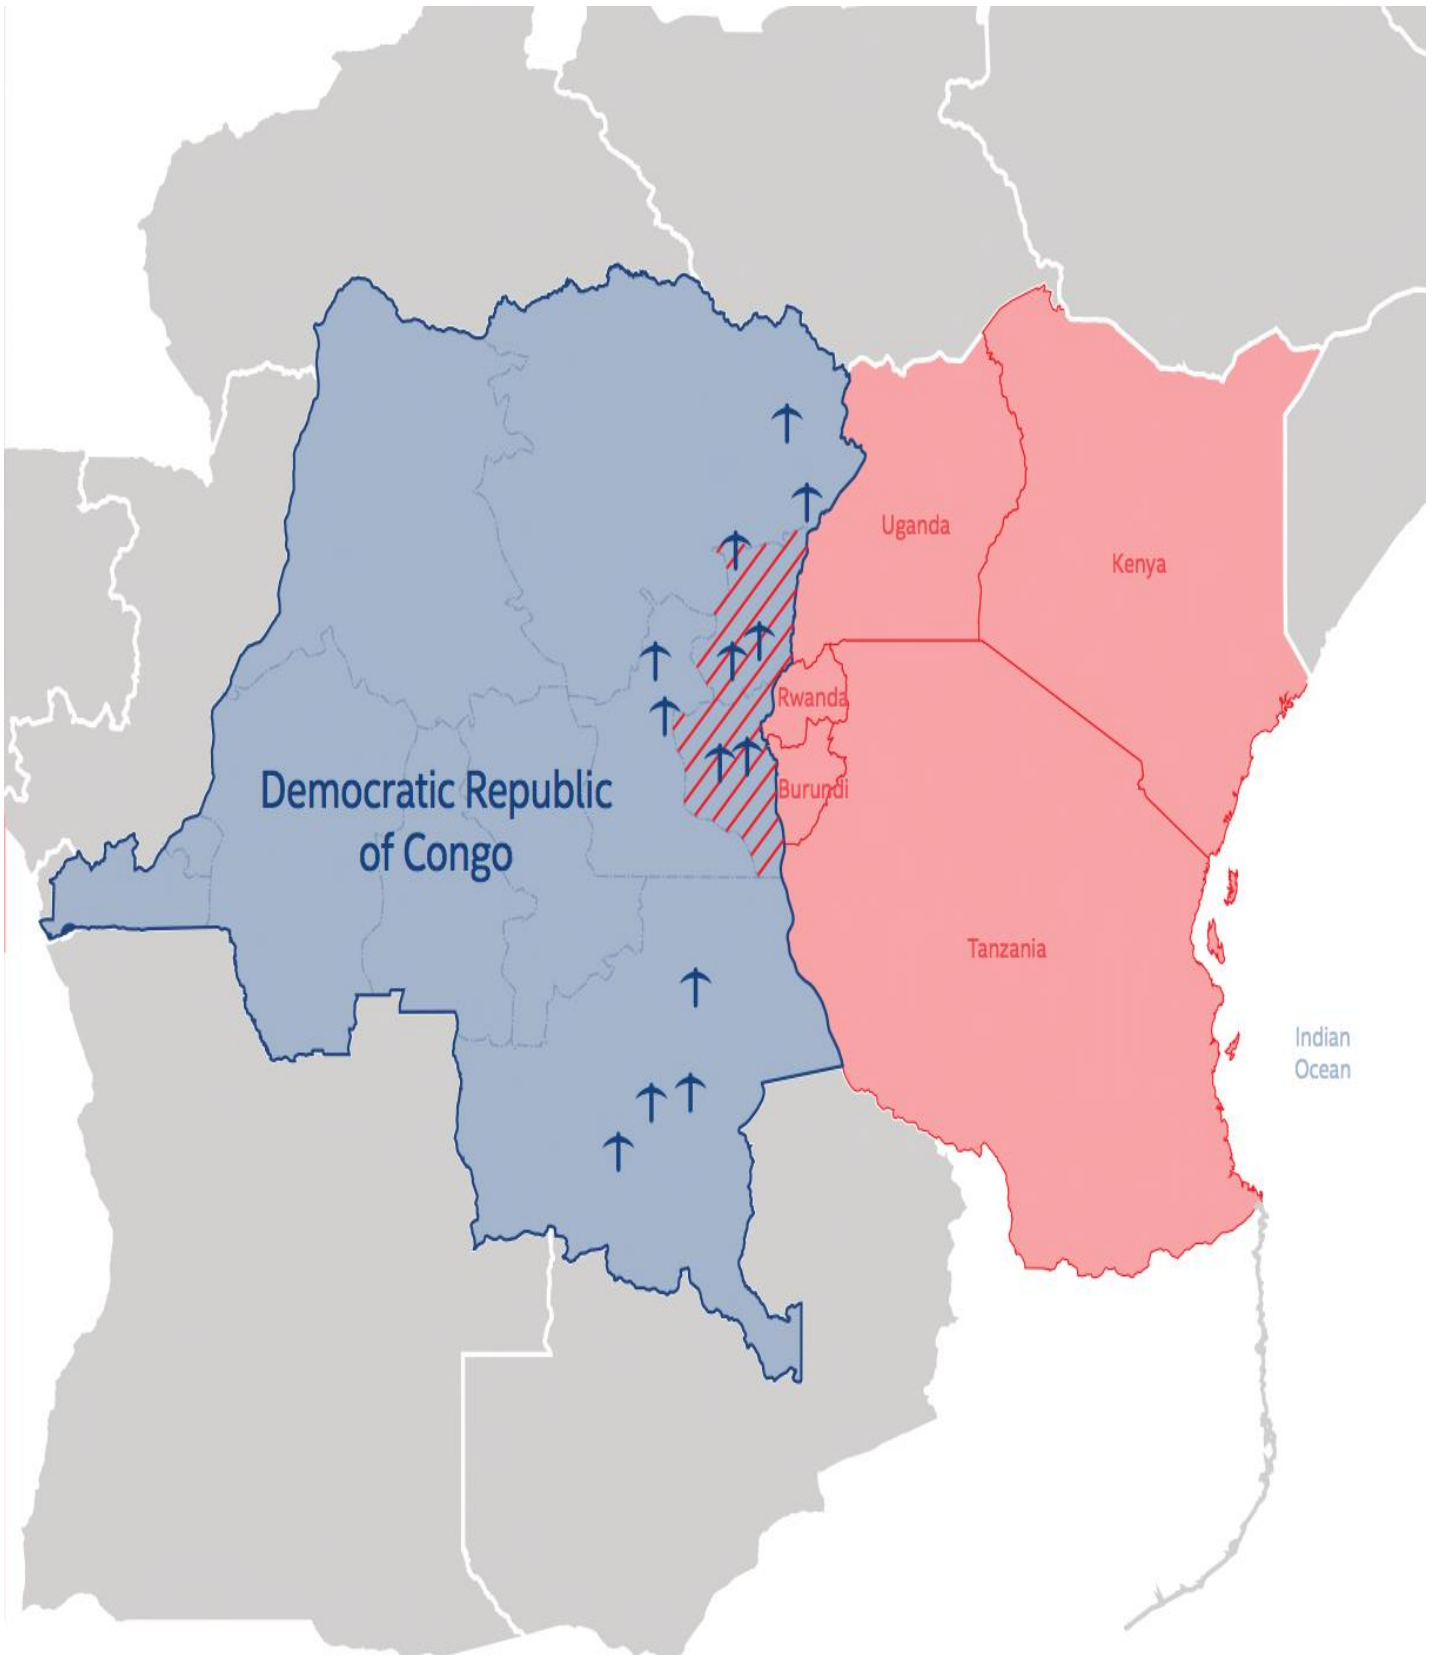 Uganda
Kenya
Rwanda
Democratic Republic
of Congo
Burundi
Tanzania
Indian
Ocean